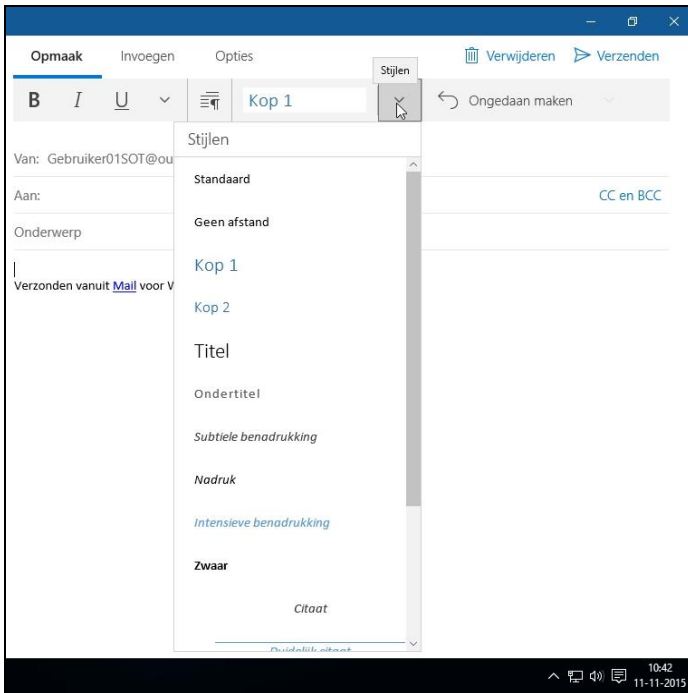 Opmaak Invoegen Opties Verwijderen Verzenden
Stijlen
B I U Kop 1 Ongedaan maken
Stijlen
Van: Gebruiker01SOT@ou
Standaard
Aan: CC en BCC
Geen afstand
Onderwerp
Kop 1
Verzonden vanuit Mail voor W
Kop 2
Titel
Ondertitel
Subtiele benadrukking
Nadruk
Intensieve benadrukking
Zwaar
Citaat
Duidelijk citaat
10:42
11-11-2015